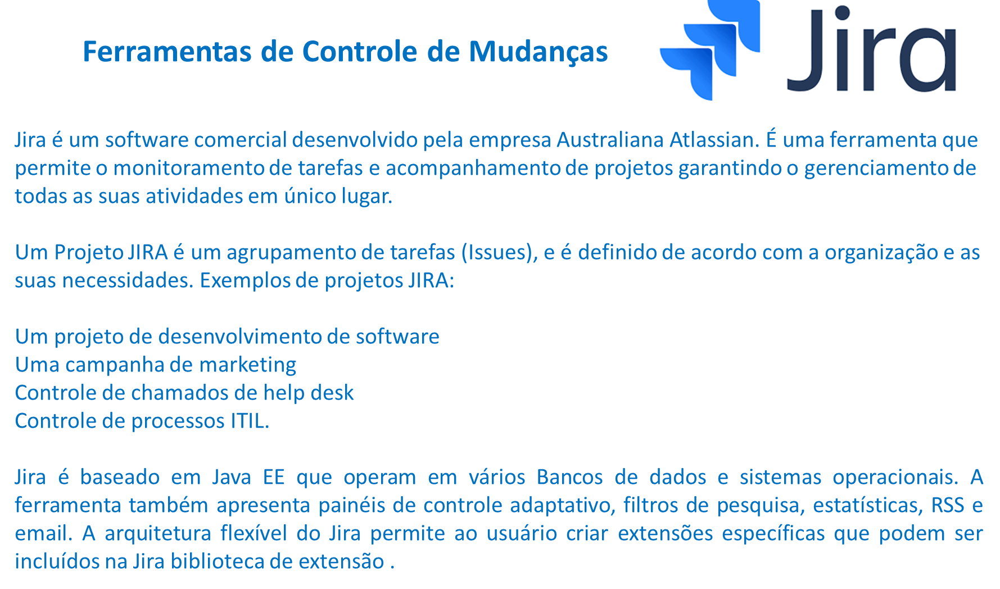 Jira
Ferramentas de Controle de Mudanças
Jira é um software comercial desenvolvido pela empresa Australiana Atlassian. É uma ferramenta que
permite o monitoramento de tarefas e acompanhamento de projetos garantindo o gerenciamento de
todas as suas atividades em único lugar.
Um Projeto JIRA é um agrupamento de tarefas (Issues), e é definido de acordo com a organização e as
suas necessidades. Exemplos de projetos JIRA:
Um projeto de desenvolvimento de software
Uma campanha de marketing
Controle de chamados de help desk
Controle de processos ITIL.
Jira é baseado em Java EE que operam em vários Bancos de dados e sistemas operacionais. A
ferramenta também apresenta painéis de controle adaptativo, filtros de pesquisa, estatísticas, RSS e
email. A arquitetura flexível do Jira permite ao usuário criar extensões específicas que podem ser
incluídos na Jira biblioteca de extensão .